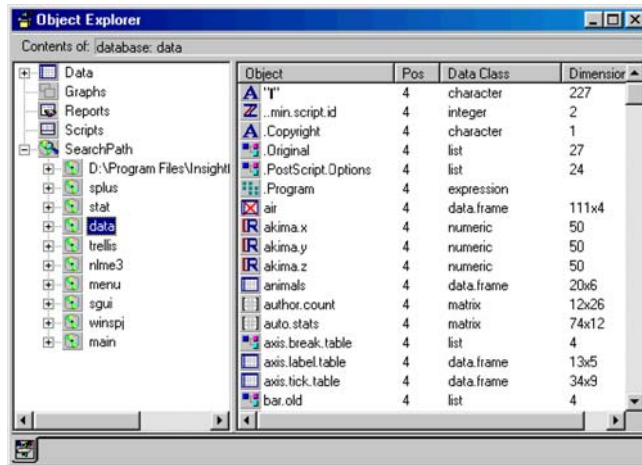 Object Explorer
Contents of: database: data
Data
Graphs
Reports
Scripts
SearchPath
D:\Program Files\Insightl
splus
stat
data
trellis
nlme3
menu
sgui
winspj
main
Object Pos Data Class Dimension
"I" 4 character 227
..min.script.id 4 integer 2
.Copyright 4 character 1
.Original 4 list 27
.PostScript.Options 4 list 24
.Program 4 expression
air 4 data.frame 111x4
akima.x 4 numeric 50
akima.y 4 numeric 50
akima.z 4 numeric 50
animals 4 data.frame 20x6
author.count 4 matrix 12x26
auto.stats 4 matrix 74x12
axis.break.table 4 list 4
axis.label.table 4 data.frame 13x5
axis.tick.table 4 data.frame 34x9
bar.old 4 list 4